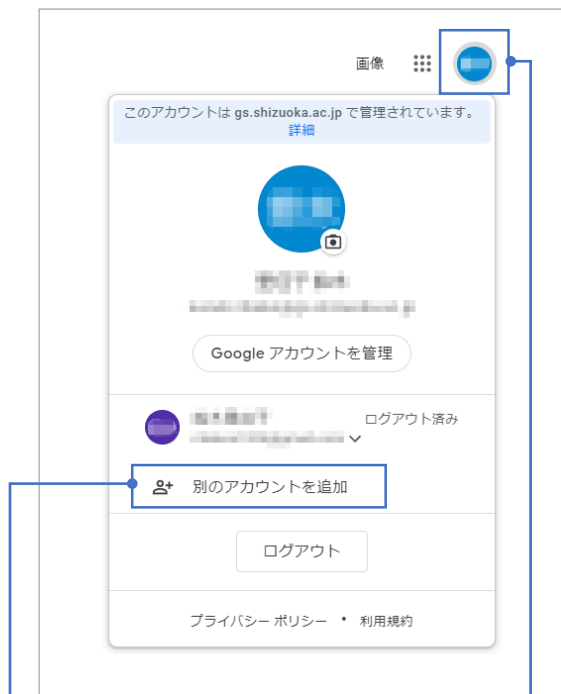 画像
このアカウントは gs.shizuoka.ac.jp で管理されています。
詳細
Google アカウントを管理
ログアウト済み
別のアカウントを追加
ログアウト
プライバシー ポリシー • 利用規約